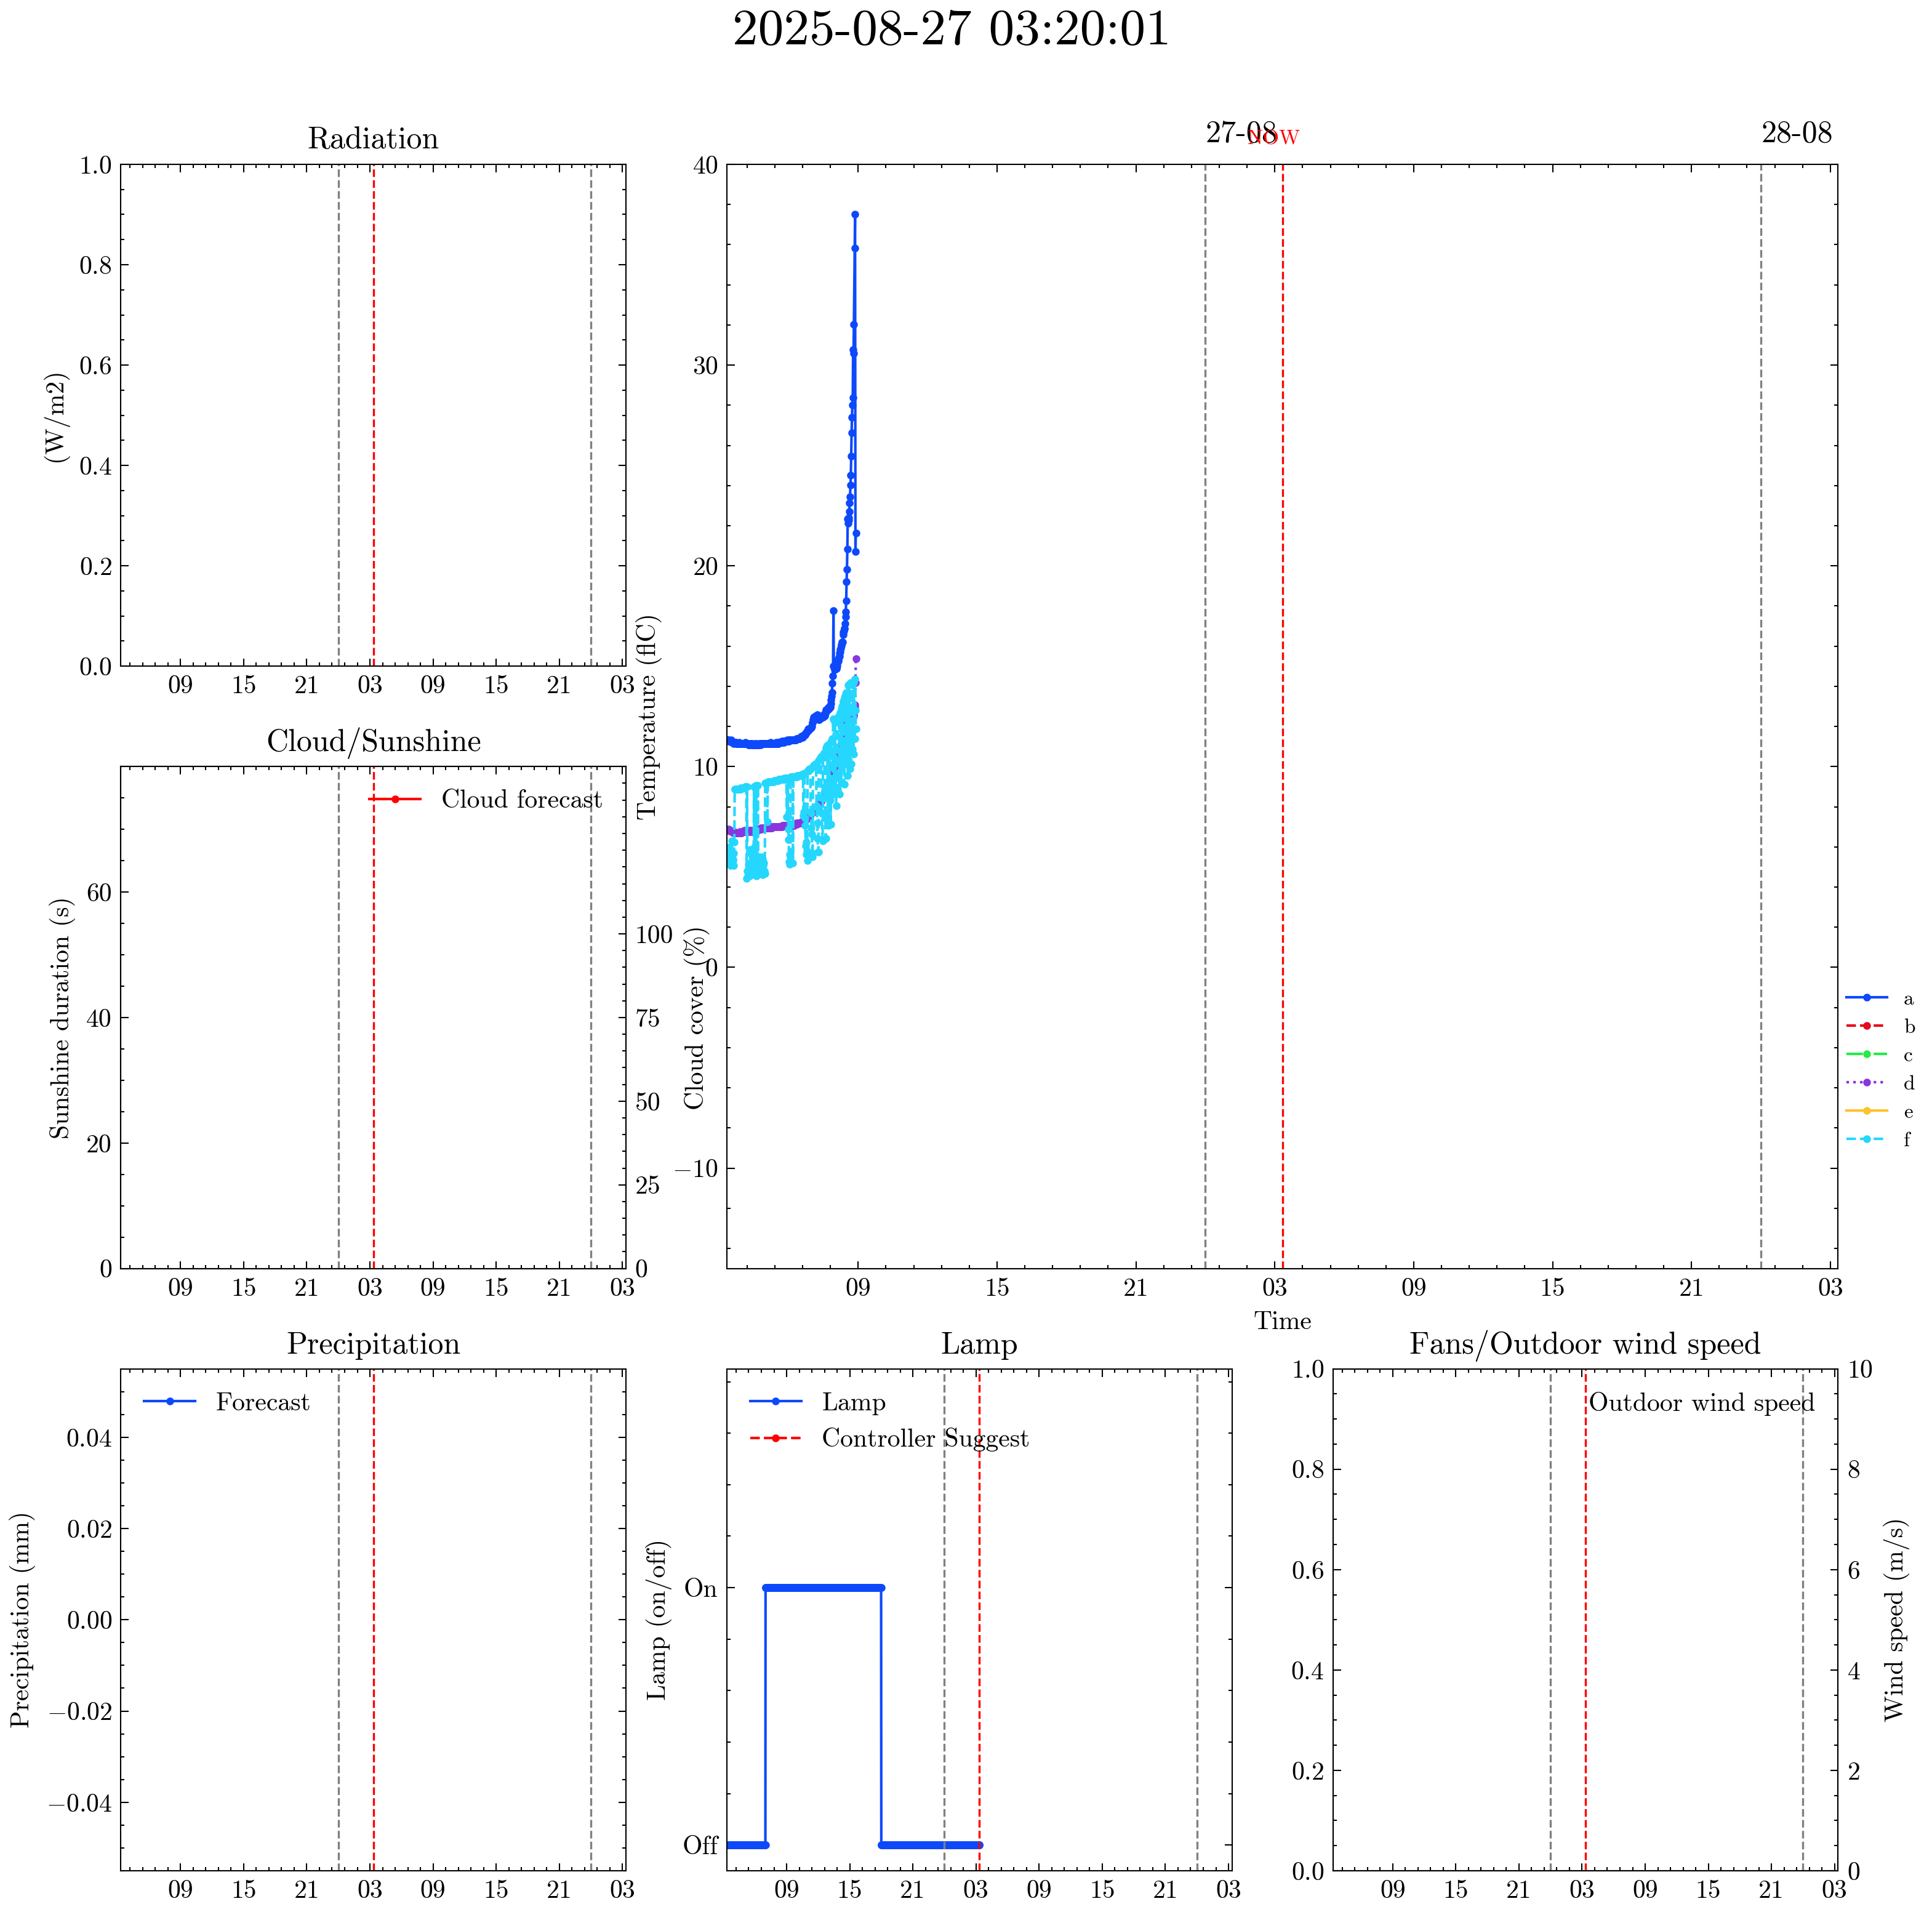 2025-08-27 03:20:01
Radiation
(W/m2)
1.0
0.8
0.6
0.4
0.2
0.0
09 15 21 03 09 15 21 03
27-08
NOW
28-08
Temperature (flC)
40
30
20
10
0
−10
09 15 21 03 09 15 21 03
Time
a
b
c
d
e
f
Cloud/Sunshine
Cloud forecast
Sunshine duration (s)
60
40
20
0
Cloud cover (%)
100
75
50
25
0
09 15 21 03 09 15 21 03
Precipitation
Forecast
Precipitation (mm)
0.04
0.02
0.00
−0.02
−0.04
09 15 21 03 09 15 21 03
Lamp
Lamp
Controller Suggest
Lamp (on/off)
On
Off
09 15 21 03 09 15 21 03
Fans/Outdoor wind speed
Outdoor wind speed
1.0
0.8
0.6
0.4
0.2
0.0
10
8
6
4
2
0
Wind speed (m/s)
09 15 21 03 09 15 21 03